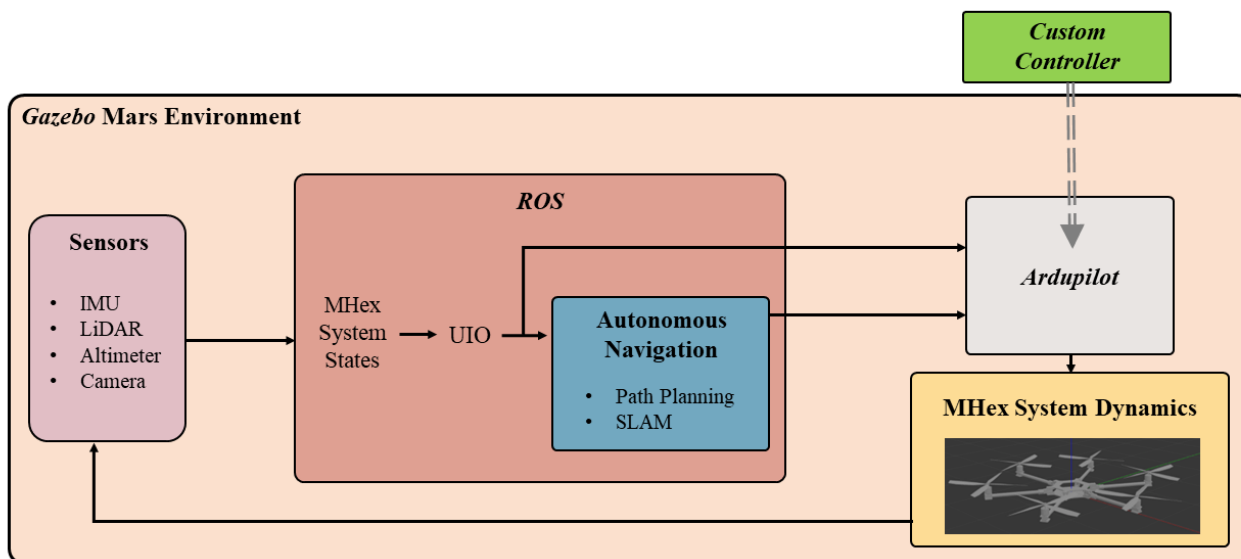 Custom
Controller
Gazebo Mars Environment
ROS
Sensors
• IMU
• LiDAR
• Altimeter
• Camera
MHex
System
States
UIO
Autonomous
Navigation
• Path Planning
• SLAM
Ardupilot
MHex System Dynamics